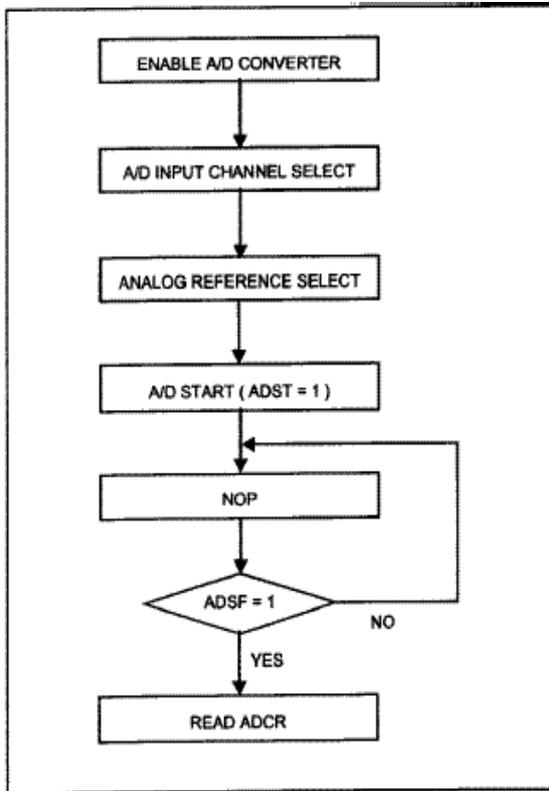 ENABLE A/D CONVERTER
A/D INPUT CHANNEL SELECT
ANALOG REFERENCE SELECT
A/D START ( ADST = 1 )
NOP
ADSF = 1
NO
YES
READ ADCR